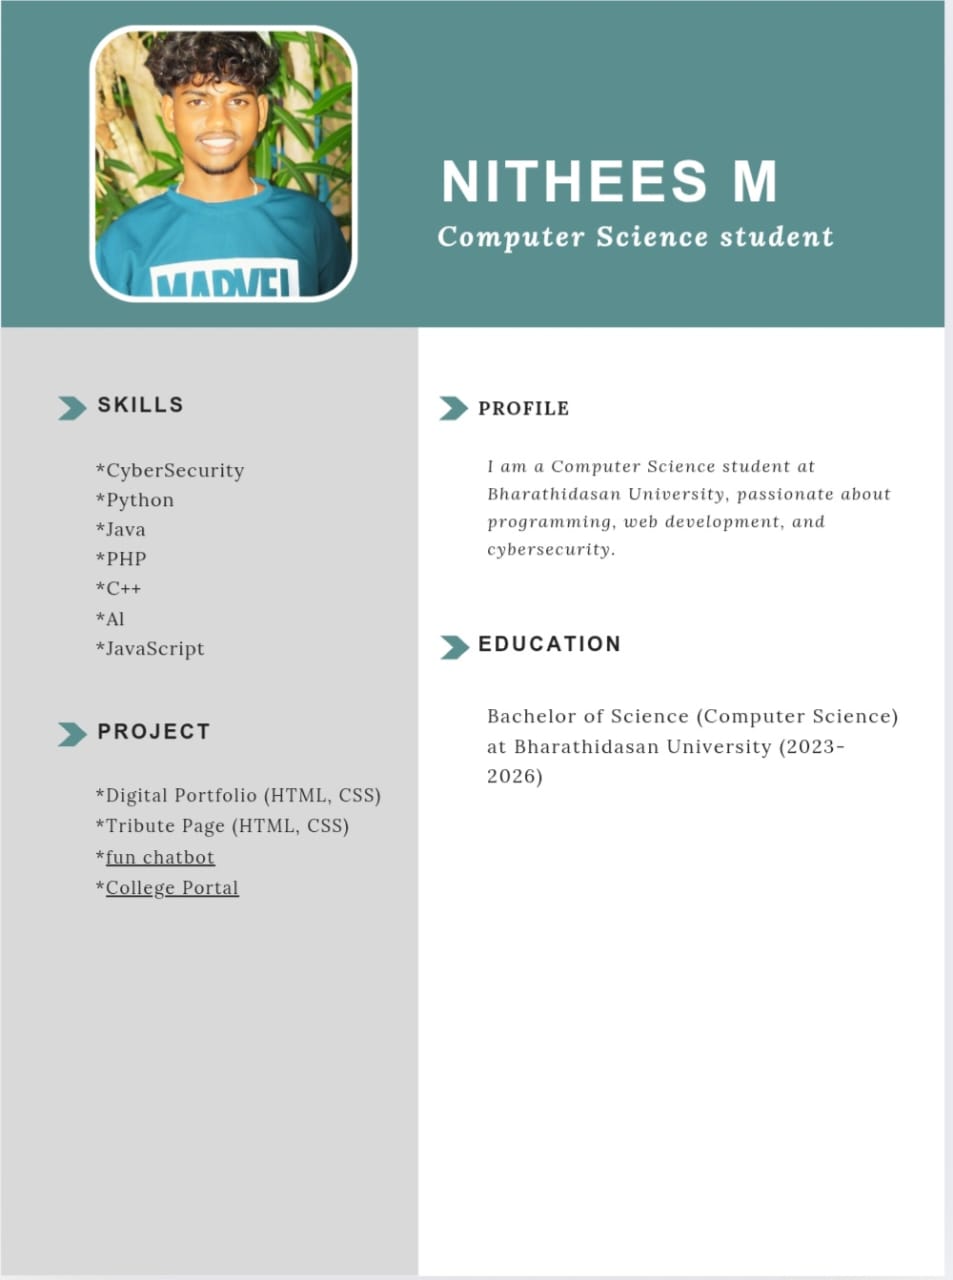 MARVEL
NITHEES M
Computer Science student
SKILLS
*CyberSecurity
*Python
*Java
*PHP
*C++
*Al
*JavaScript
PROJECT
*Digital Portfolio (HTML, CSS)
*Tribute Page (HTML, CSS)
*fun chatbot
*College Portal
PROFILE
I am a Computer Science student at
Bharathidasan University, passionate about
programming, web development, and
cybersecurity.
EDUCATION
Bachelor of Science (Computer Science)
at Bharathidasan University (2023-
2026)